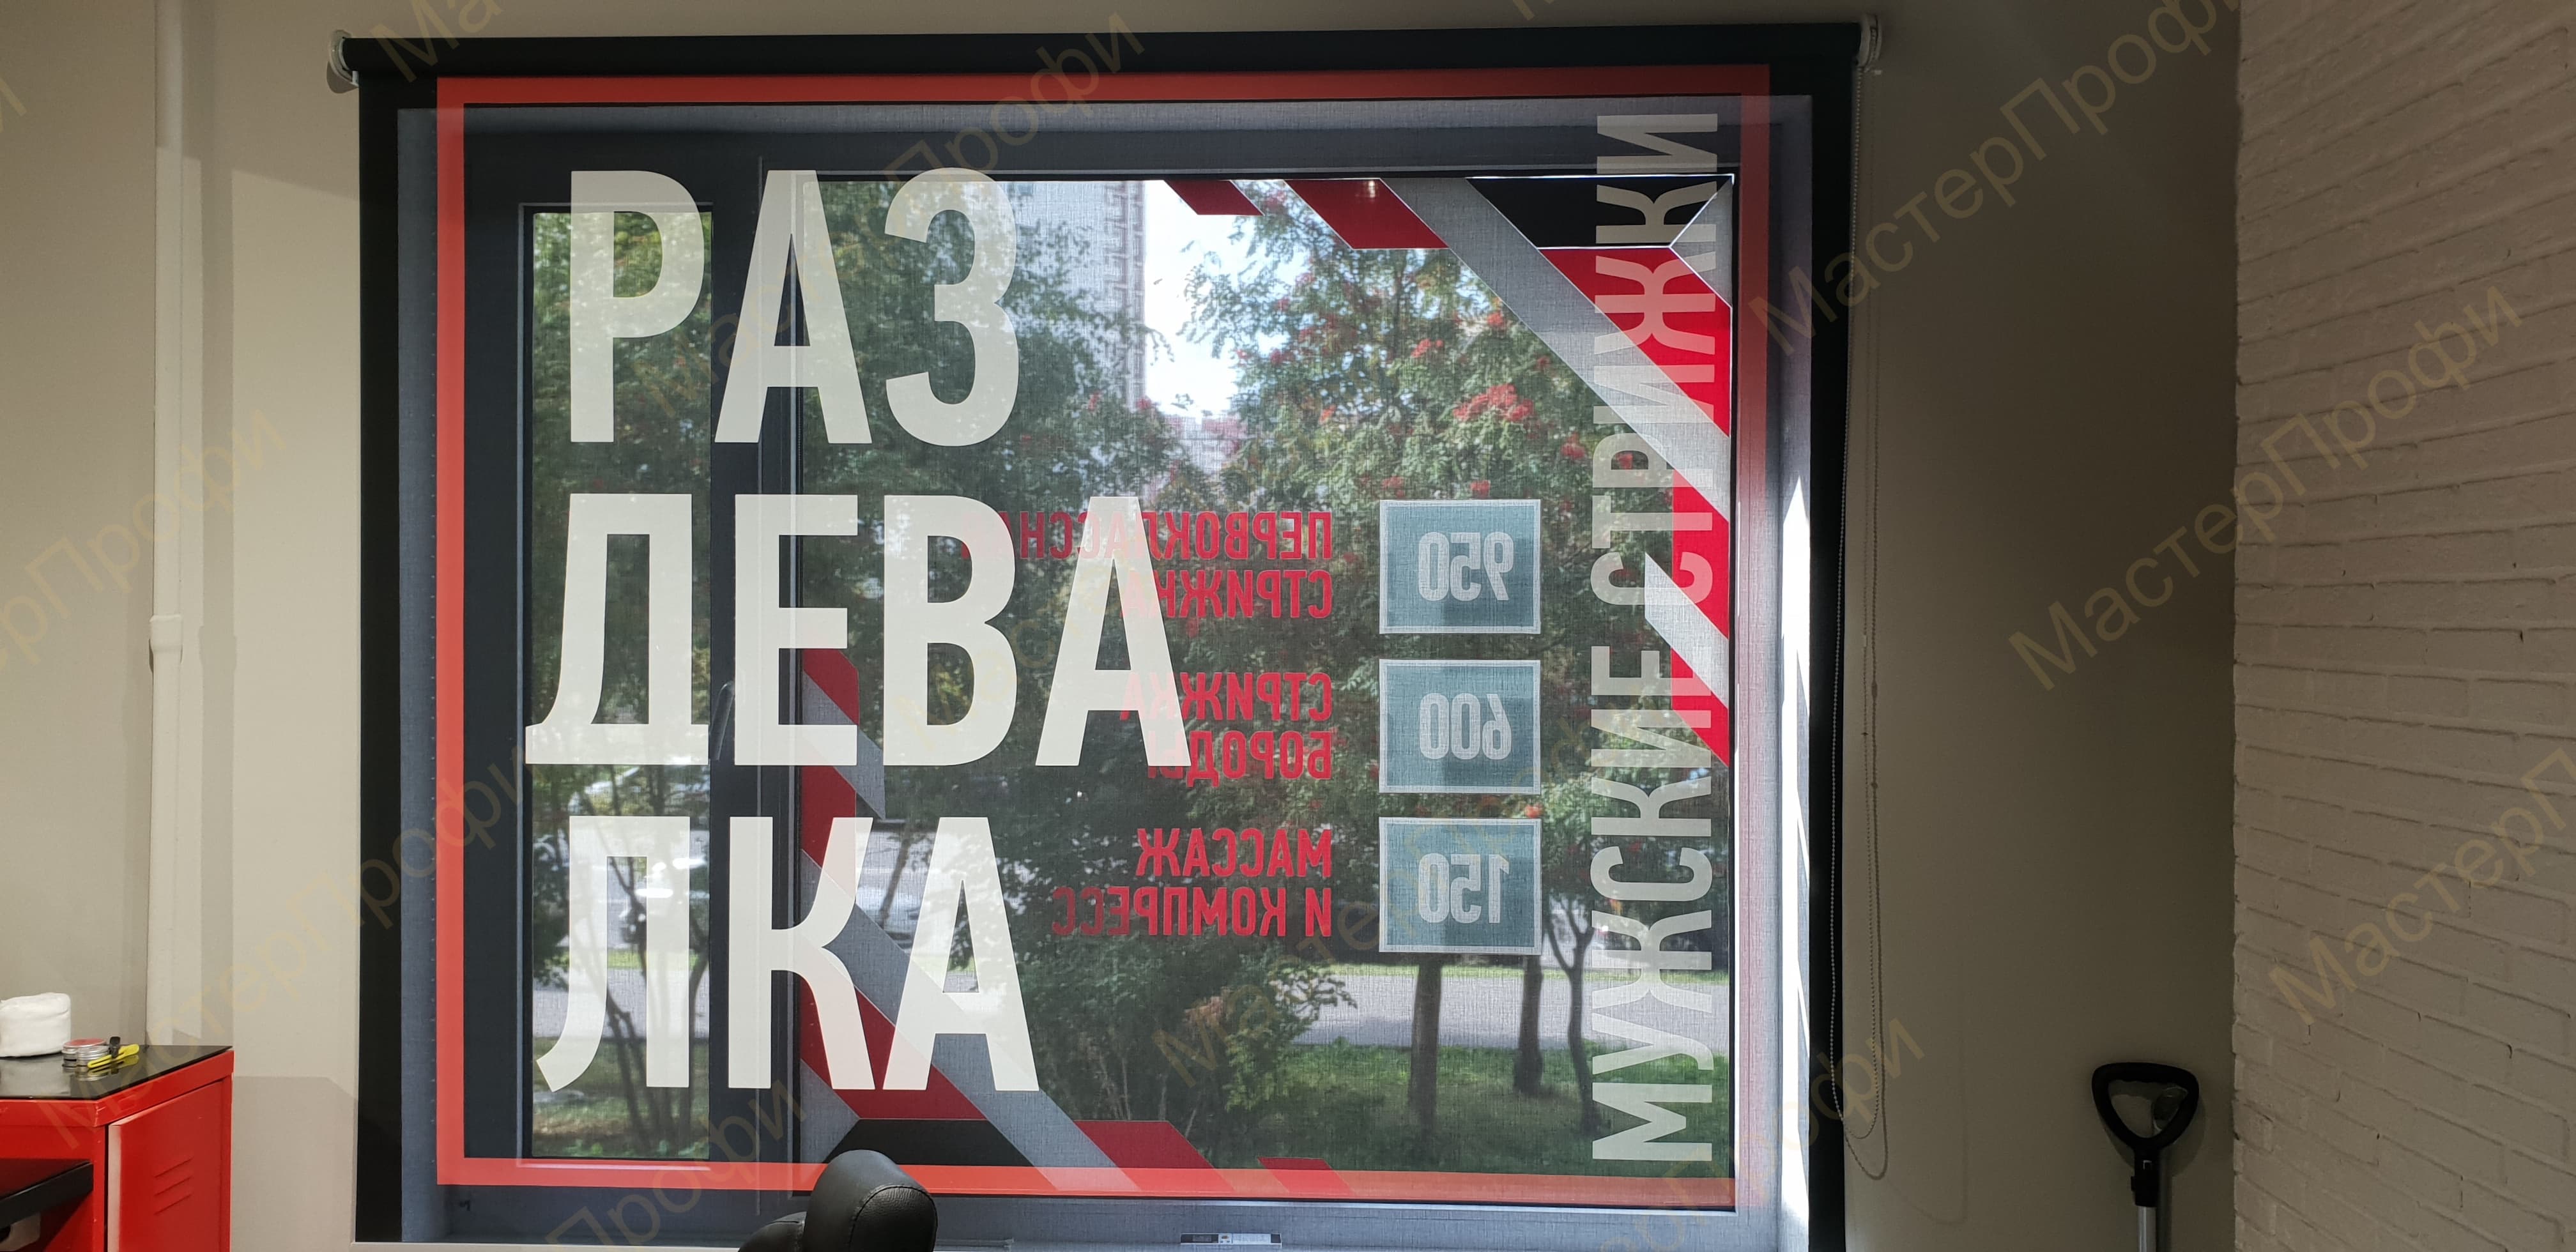 РАЗ
ДЕВА
ЛКА
МУЖСКИЕ СТРИЖКИ
ПЕРВОКЛАССНАЯ
СТРИЖКА
950
СТРИЖКА
БОРОДЫ
600
МАССАЖ
И КОМПРЕСС
150
МастерПрофи